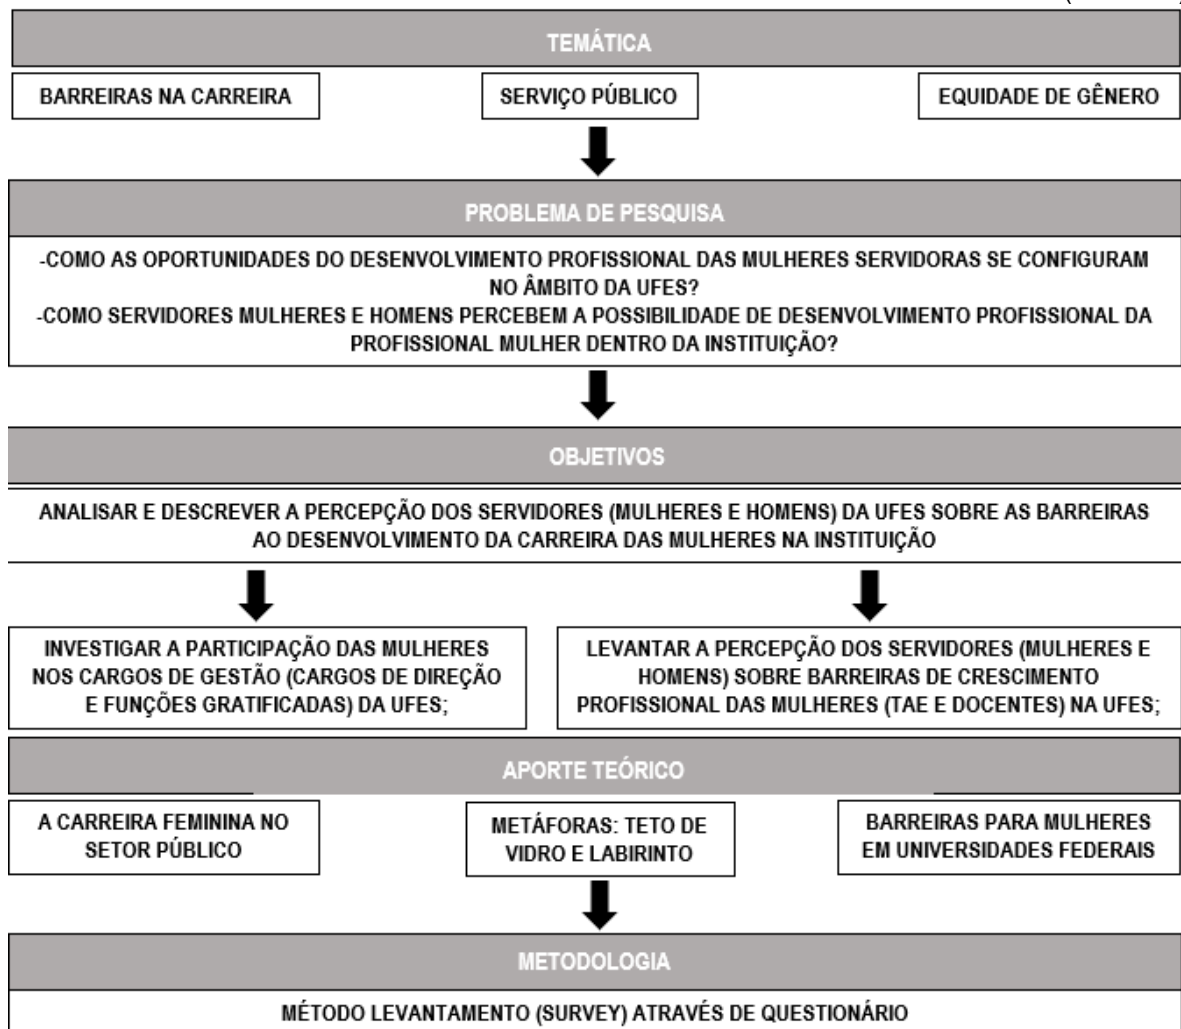 TEMÁTICA
BARREIRAS NA CARREIRA
SERVIÇO PÚBLICO
EQUIDADE DE GÊNERO
PROBLEMA DE PESQUISA
-COMO AS OPORTUNIDADES DO DESENVOLVIMENTO PROFISSIONAL DAS MULHERES SERVIDORAS SE CONFIGURAM
NO ÂMBITO DA UFES?
-COMO SERVIDORES MULHERES E HOMENS PERCEBEM A POSSIBILIDADE DE DESENVOLVIMENTO PROFISSIONAL DA
PROFISSIONAL MULHER DENTRO DA INSTITUIÇÃO?
OBJETIVOS
ANALISAR E DESCREVER A PERCEPÇÃO DOS SERVIDORES (MULHERES E HOMENS) DA UFES SOBRE AS BARREIRAS
AO DESENVOLVIMENTO DA CARREIRA DAS MULHERES NA INSTITUIÇÃO
INVESTIGAR A PARTICIPAÇÃO DAS MULHERES
NOS CARGOS DE GESTÃO (CARGOS DE DIREÇÃO
E FUNÇÕES GRATIFICADAS) DA UFES;
LEVANTAR A PERCEPÇÃO DOS SERVIDORES (MULHERES E
HOMENS) SOBRE BARREIRAS DE CRESCIMENTO
PROFISSIONAL DAS MULHERES (TAE E DOCENTES) NA UFES;
APORTE TEÓRICO
A CARREIRA FEMININA NO
SETOR PÚBLICO
METÁFORAS: TETO DE
VIDRO E LABIRINTO
BARREIRAS PARA MULHERES
EM UNIVERSIDADES FEDERAIS
METODOLOGIA
MÉTODO LEVANTAMENTO (SURVEY) ATRAVÉS DE QUESTIONÁRIO